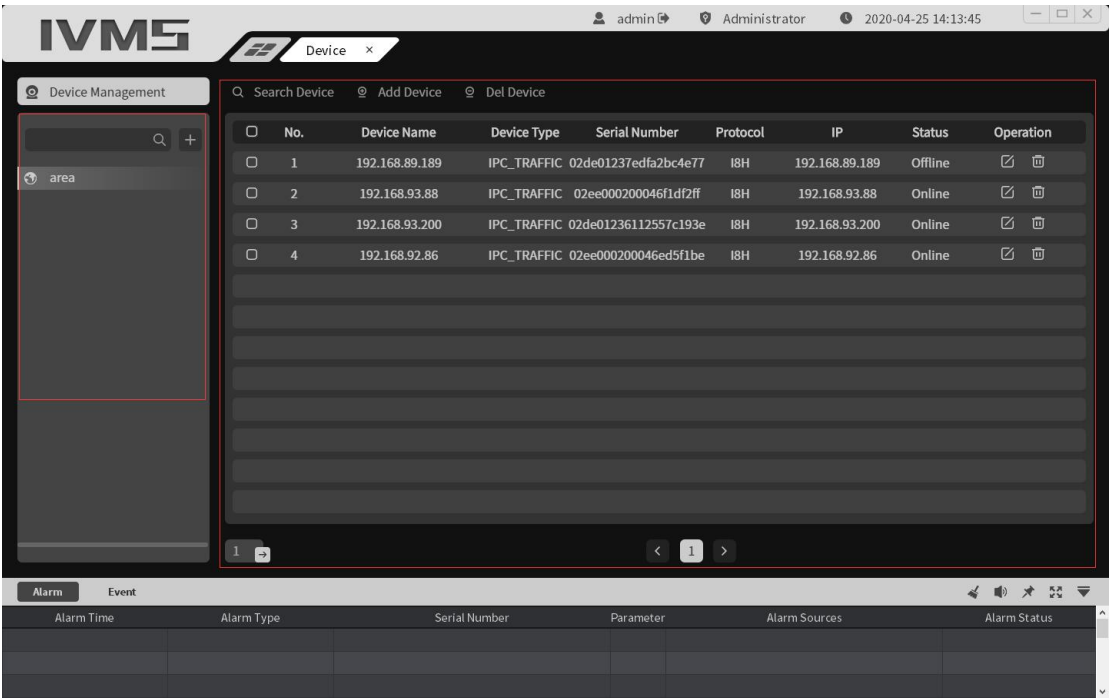 IVMS
admin Administrator 2020-04-25 14:13:45
Device ×
Device Management
Search Device Add Device Del Device
No. Device Name Device Type Serial Number Protocol IP Status Operation
1 192.168.89.189 IPC_TRAFFIC 02de01237edfa2bc4e77 I8H 192.168.89.189 Offline
area
2 192.168.93.88 IPC_TRAFFIC 02ee000200046f1df2ff I8H 192.168.93.88 Online
3 192.168.93.200 IPC_TRAFFIC 02de01236112557c193e I8H 192.168.93.200 Online
4 192.168.92.86 IPC_TRAFFIC 02ee000200046ed5f1be I8H 192.168.92.86 Online
1 1
Alarm Event
Alarm Time Alarm Type Serial Number Parameter Alarm Sources Alarm Status